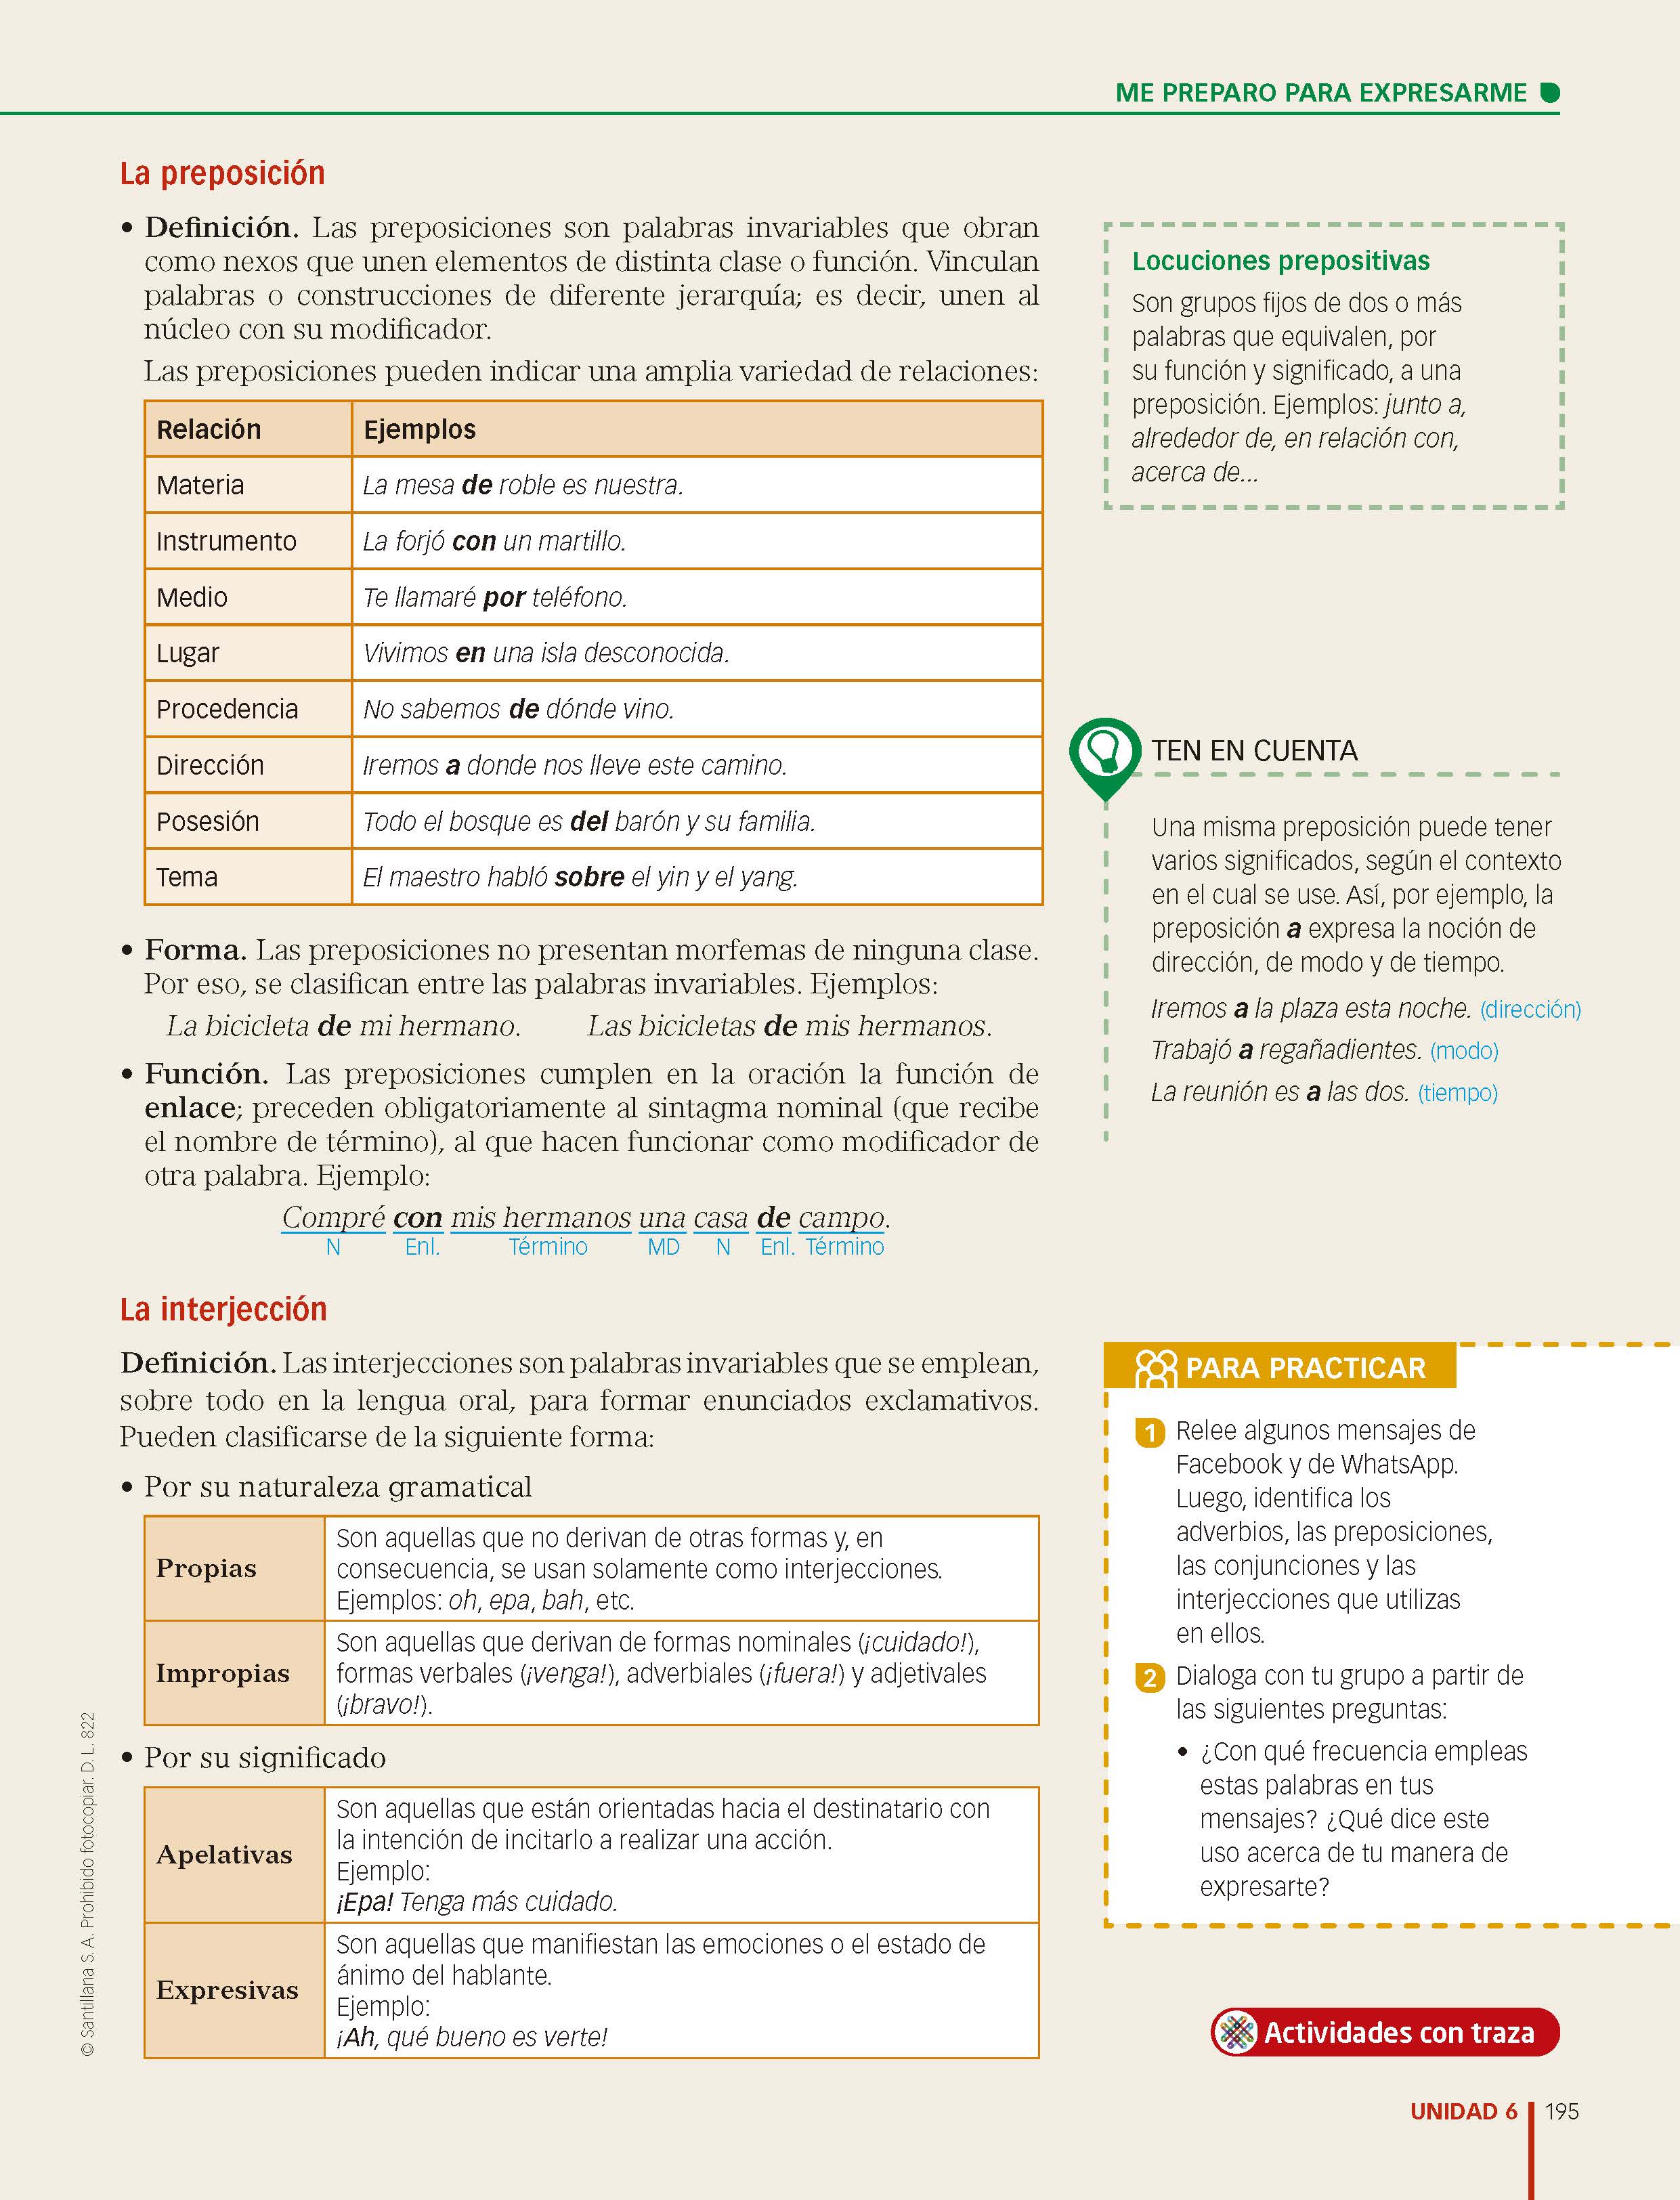 ME PREPARO PARA EXPRESARME
La preposición
• Definición. Las preposiciones son palabras invariables que obran
como nexos que unen elementos de distinta clase o función. Vinculan
palabras o construcciones de diferente jerarquía; es decir, unen al
núcleo con su modificador.
Las preposiciones pueden indicar una amplia variedad de relaciones:
Relación Ejemplos
Materia La mesa de roble es nuestra.
Instrumento La forjó con un martillo.
Medio Te llamaré por teléfono.
Lugar Vivimos en una isla desconocida.
Procedencia No sabemos de dónde vino.
Dirección Iremos a donde nos lleve este camino.
Posesión Todo el bosque es del barón y su familia.
Tema El maestro habló sobre el yin y el yang.
• Forma. Las preposiciones no presentan morfemas de ninguna clase.
Por eso, se clasifican entre las palabras invariables. Ejemplos:
La bicicleta de mi hermano. Las bicicletas de mis hermanos.
• Función. Las preposiciones cumplen en la oración la función de
enlace; preceden obligatoriamente al sintagma nominal (que recibe
el nombre de término), al que hacen funcionar como modificador de
otra palabra. Ejemplo:
Compré con mis hermanos una casa de campo.
N Enl. Término MD N Enl. Término
La interjección
Definición. Las interjecciones son palabras invariables que se emplean,
sobre todo en la lengua oral, para formar enunciados exclamativos.
Pueden clasificarse de la siguiente forma:
• Por su naturaleza gramatical
Propias
Son aquellas que no derivan de otras formas y, en
consecuencia, se usan solamente como interjecciones.
Ejemplos: oh, epa, bah, etc.
Impropias
Son aquellas que derivan de formas nominales (¡cuidado!),
formas verbales (¡venga!), adverbiales (¡fuera!) y adjetivales
(¡bravo!).
• Por su significado
Apelativas
Son aquellas que están orientadas hacia el destinatario con
la intención de incitarlo a realizar una acción.
Ejemplo:
¡Epa! Tenga más cuidado.
Expresivas
Son aquellas que manifiestan las emociones o el estado de
ánimo del hablante.
Ejemplo:
¡Ah, qué bueno es verte!
Locuciones prepositivas
Son grupos fijos de dos o más
palabras que equivalen, por
su función y significado, a una
preposición. Ejemplos: junto a,
alrededor de, en relación con,
acerca de...
TEN EN CUENTA
Una misma preposición puede tener
varios significados, según el contexto
en el cual se use. Así, por ejemplo, la
preposición a expresa la noción de
dirección, de modo y de tiempo.
Iremos a la plaza esta noche. (dirección)
Trabajó a regañadientes. (modo)
La reunión es a las dos. (tiempo)
PARA PRACTICAR
1 Relee algunos mensajes de
Facebook y de WhatsApp.
Luego, identifica los
adverbios, las preposiciones,
las conjunciones y las
interjecciones que utilizas
en ellos.
2 Dialoga con tu grupo a partir de
las siguientes preguntas:
• ¿Con qué frecuencia empleas
estas palabras en tus
mensajes? ¿Qué dice este
uso acerca de tu manera de
expresarte?
Actividades con traza
© Santillana S. A. Prohibido fotocopiar. D. L. 822
UNIDAD 6 195